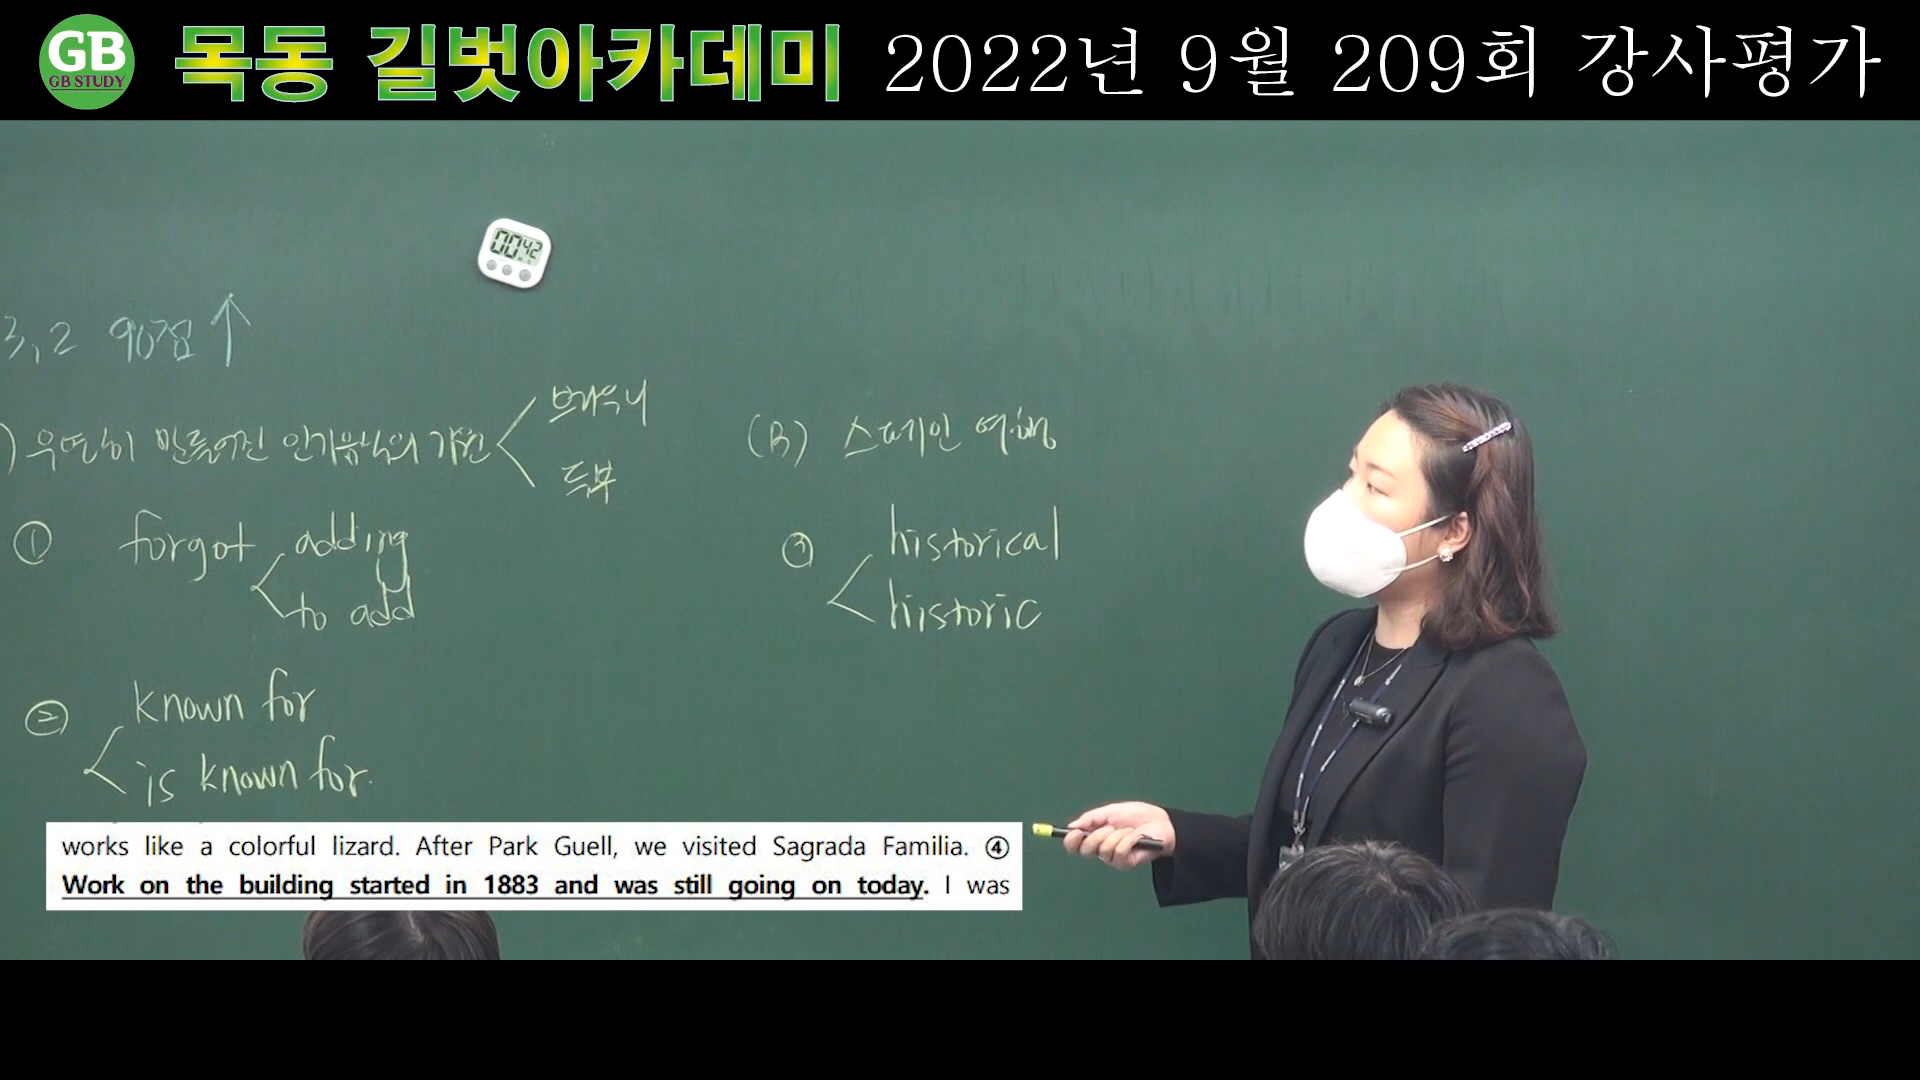 GB
GB STUDY
목동 길벗아카데미 2022년 9월 209회 강사평가
00:42
3, 2 90점 ↑
) 우연히 만들어진 인기음식의 기원
브라우니
두부
① forgot
adding
to add
② known for
is known for.
(B) 스페인 여행
③ historical
historic
works like a colorful lizard. After Park Guell, we visited Sagrada Familia. ④
Work on the building started in 1883 and was still going on today. I was